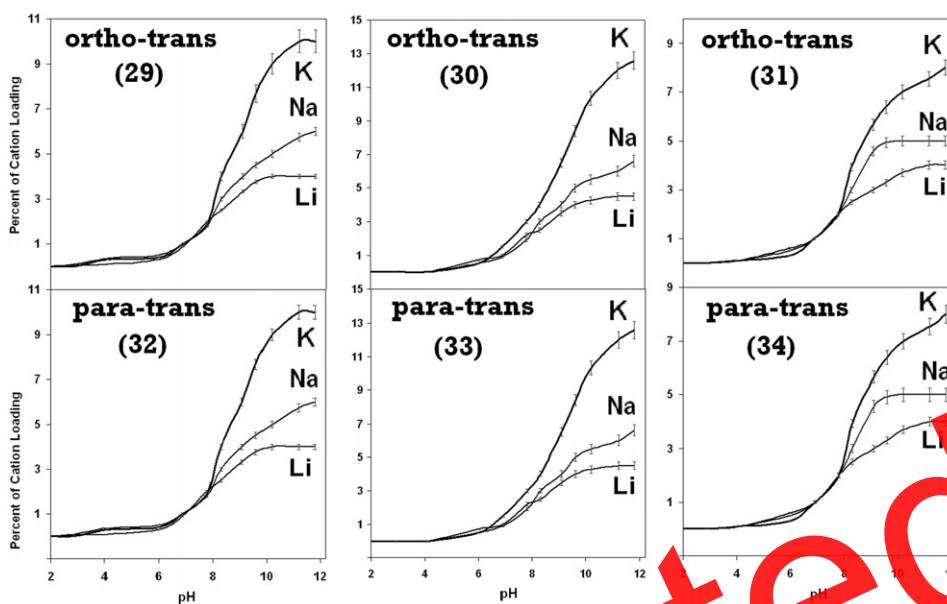 Percent of Cation Loading
11
9
7
5
3
1
ortho-trans
(29)
K
Na
Li
15
13
11
9
7
5
3
1
ortho-trans
(30)
K
Na
Li
9
7
5
3
1
ortho-trans
(31)
K
Na
Li
Percent of Cation Loading
11
9
7
5
3
1
para-trans
(32)
K
Na
Li
2 4 6 8 10 12
pH
15
13
11
9
7
5
3
1
para-trans
(33)
K
Na
Li
2 4 6 8 10 12
pH
9
7
5
3
1
para-trans
(34)
K
Na
Li
2 6 10
pH